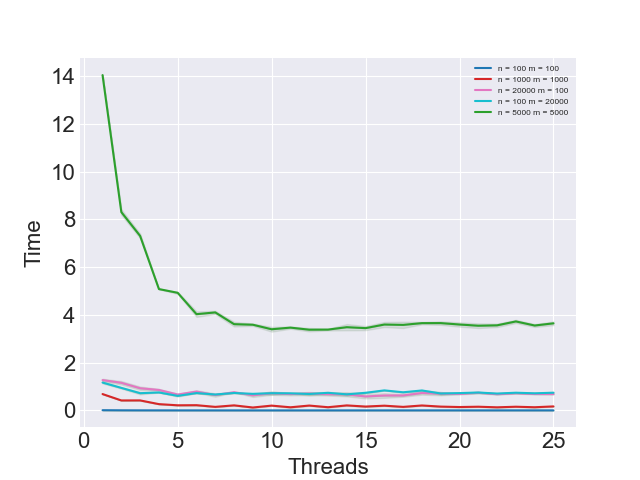 n = 100 m = 100
n = 1000 m = 1000
n = 20000 m = 100
n = 100 m = 20000
n = 5000 m = 5000
14
12
10
8
6
4
2
0
Time
0 5 10 15 20 25
Threads